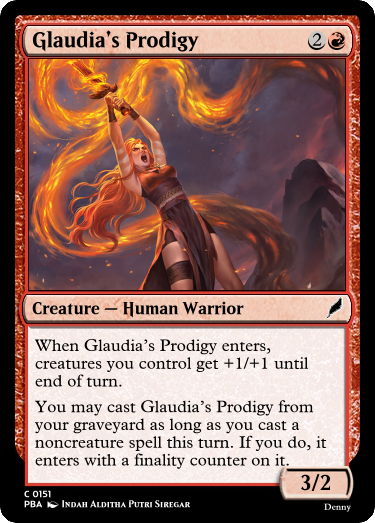 Glaudia's Prodigy 2
Creature — Human Warrior
When Glaudia's Prodigy enters,
creatures you control get +1/+1 until
end of turn.
You may cast Glaudia's Prodigy from
your graveyard as long as you cast a
noncreature spell this turn. If you do, it
enters with a finality counter on it.
3/2
C 0151
PBA Indah Alditha Putri Siregar
Denny